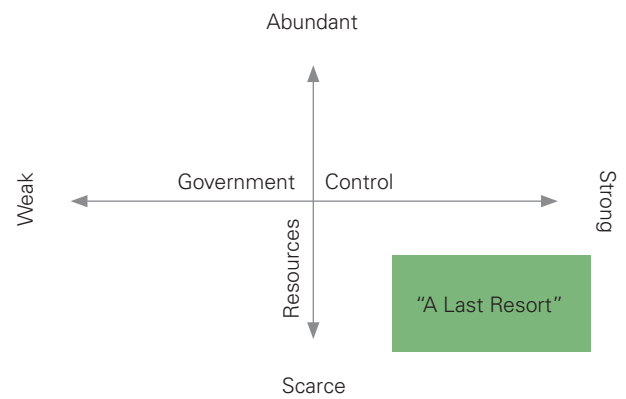 Abundant
Weak
Government Control
Strong
Resources
“A Last Resort”
Scarce